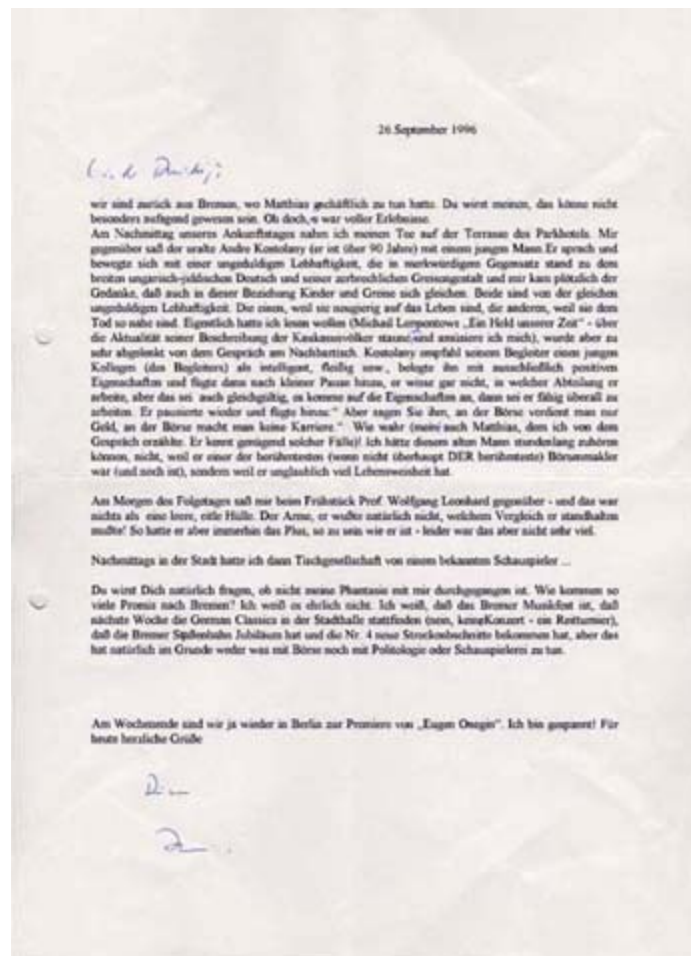 26.September 1996
wir sind zurück aus Bremen, wo Matthias geschäftlich zu tun hatte. Du wirst meinen, das könne nicht
besonders aufregend gewesen sein. Oh doch, war voller Erlebnisse.
Am Nachmittag unseres Ankunftstages nahm ich meinen Tee auf der Terrasse des Parkhotels. Mir
gegenüber saß der uralte Andre Kostolany (er ist über 90 Jahre) mit einem jungen Mann.Er sprach und
bewegte sich mit einer ungeduldigen Lebhaftigkeit, die in merkwürdigem Gegensatz stand zu dem
breiten ungarisch-jüdischen Deutsch und seiner zerbrechlichen Greisengestalt und mir kam plötzlich der
Gedanke, daß auch in dieser Beziehung Kinder und Greise sich gleichen. Beide sind von der gleichen
ungeduldigen Lebhaftigkeit. Die einen, weil sie neugierig auf das Leben sind, die anderen, weil sie dem
Tod so nahe sind. Eigentlich hatte ich lesen wollen (Michail „Ein Held unserer Zeit“ - über
die Aktualität seiner Beschreibung der Kaukasusvölker staune und amüsiere ich mich), wurde aber zu
sehr abgelenkt von dem Gespräch am Nachbartisch. Kostolany empfahl seinem Begleiter einen jungen
Kollegen (des Begleiters) als intelligent, fleißig usw., belegte ihn mit ausschließlich positiven
Eigenschaften und fügte dann nach kleiner Pause hinzu, er wisse gar nicht, in welcher Abteilung er
arbeite, aber das sei auch gleichgültig, es komme auf die Eigenschaften an, dann sei er fähig überall zu
arbeiten. Er pausierte wieder und fügte hinzu:" Aber sagen Sie ihm, an der Börse verdient man nur
Geld, an der Börse macht man keine Karriere." Wie wahr (meint auch Matthias, dem ich von dem
Gespräch erzählte. Er kennt genügend solcher Fälle)! Ich hätte diesem alten Mann stundenlang zuhören
können, nicht, weil er einer der berühmtesten (wenn nicht überhaupt DER berühmteste) Börsenmakler
war (und noch ist), sondern weil er unglaublich viel Lebensweisheit hat.
Am Morgen des Folgetages saß mir beim Frühstück Prof. Wolfgang Leonhard gegenüber - und das war
nichts als eine leere, eitle Hülle. Der Arme, er wußte natürlich nicht, welchem Vergleich er standhalten
mußte! So hatte er aber immerhin das Plus, so zu sein wie er ist - leider war das aber nicht sehr viel.
Nachmittags in der Stadt hatte ich dann Tischgesellschaft von einem bekannten Schauspieler ...
Du wirst Dich natürlich fragen, ob nicht meine Phantasie mit mir durchgegangen ist. Wie kommen so
viele Promis nach Bremen? Ich weiß es ehrlich nicht. Ich weiß, daß das Bremer Musikfest ist, daß
nächste Woche die German Classics in der Stadthalle stattfinden (nein, keinKonzert - ein Reitturnier),
daß die Bremer Straßenbahn Jubiläum hat und die Nr. 4 neue Streckenabschnitte bekommen hat, aber das
hat natürlich im Grunde weder was mit Börse noch mit Politologie oder Schauspielerei zu tun.
Am Wochenende sind wir ja wieder in Berlin zur Premiere von „Eugen Onegin“. Ich bin gespannt! Für
heute herzliche Grüße